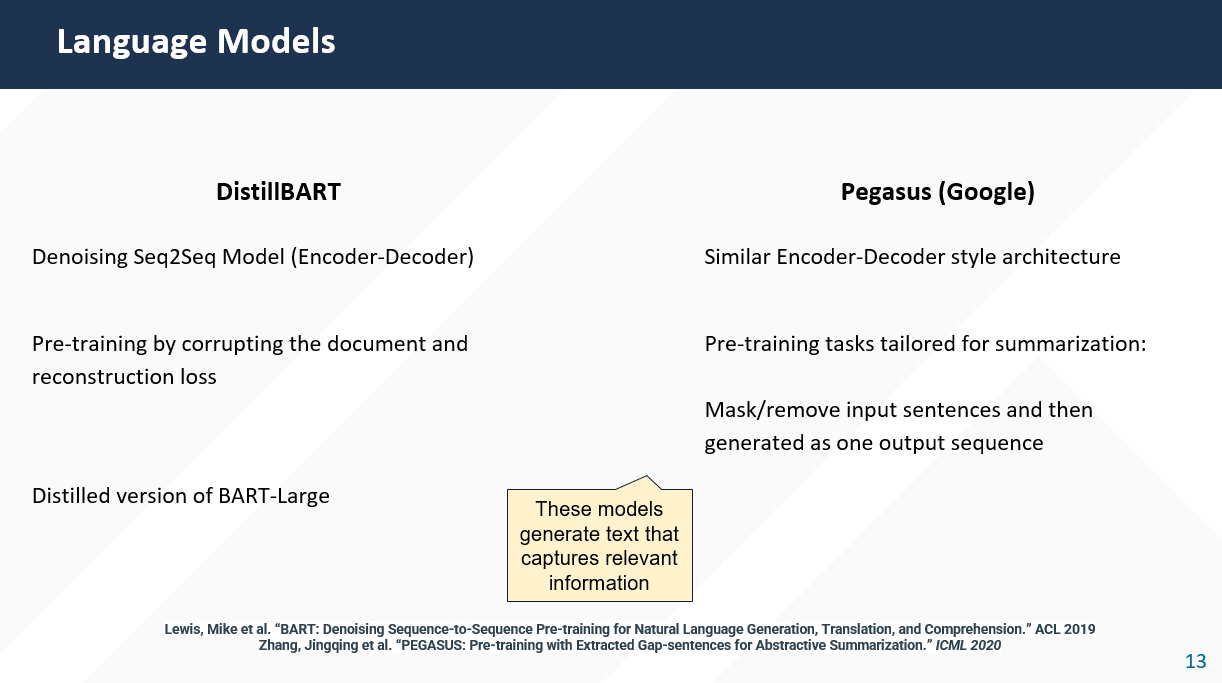 Language Models
DistillBART
Denoising Seq2Seq Model (Encoder-Decoder)
Pre-training by corrupting the document and
reconstruction loss
Distilled version of BART-Large
Pegasus (Google)
Similar Encoder-Decoder style architecture
Pre-training tasks tailored for summarization:
Mask/remove input sentences and then
generated as one output sequence
These models
generate text that
captures relevant
information
Lewis, Mike et al. “BART: Denoising Sequence-to-Sequence Pre-training for Natural Language Generation, Translation, and Comprehension.” ACL 2019
Zhang, Jingqing et al. “PEGASUS: Pre-training with Extracted Gap-sentences for Abstractive Summarization.” ICML 2020
13